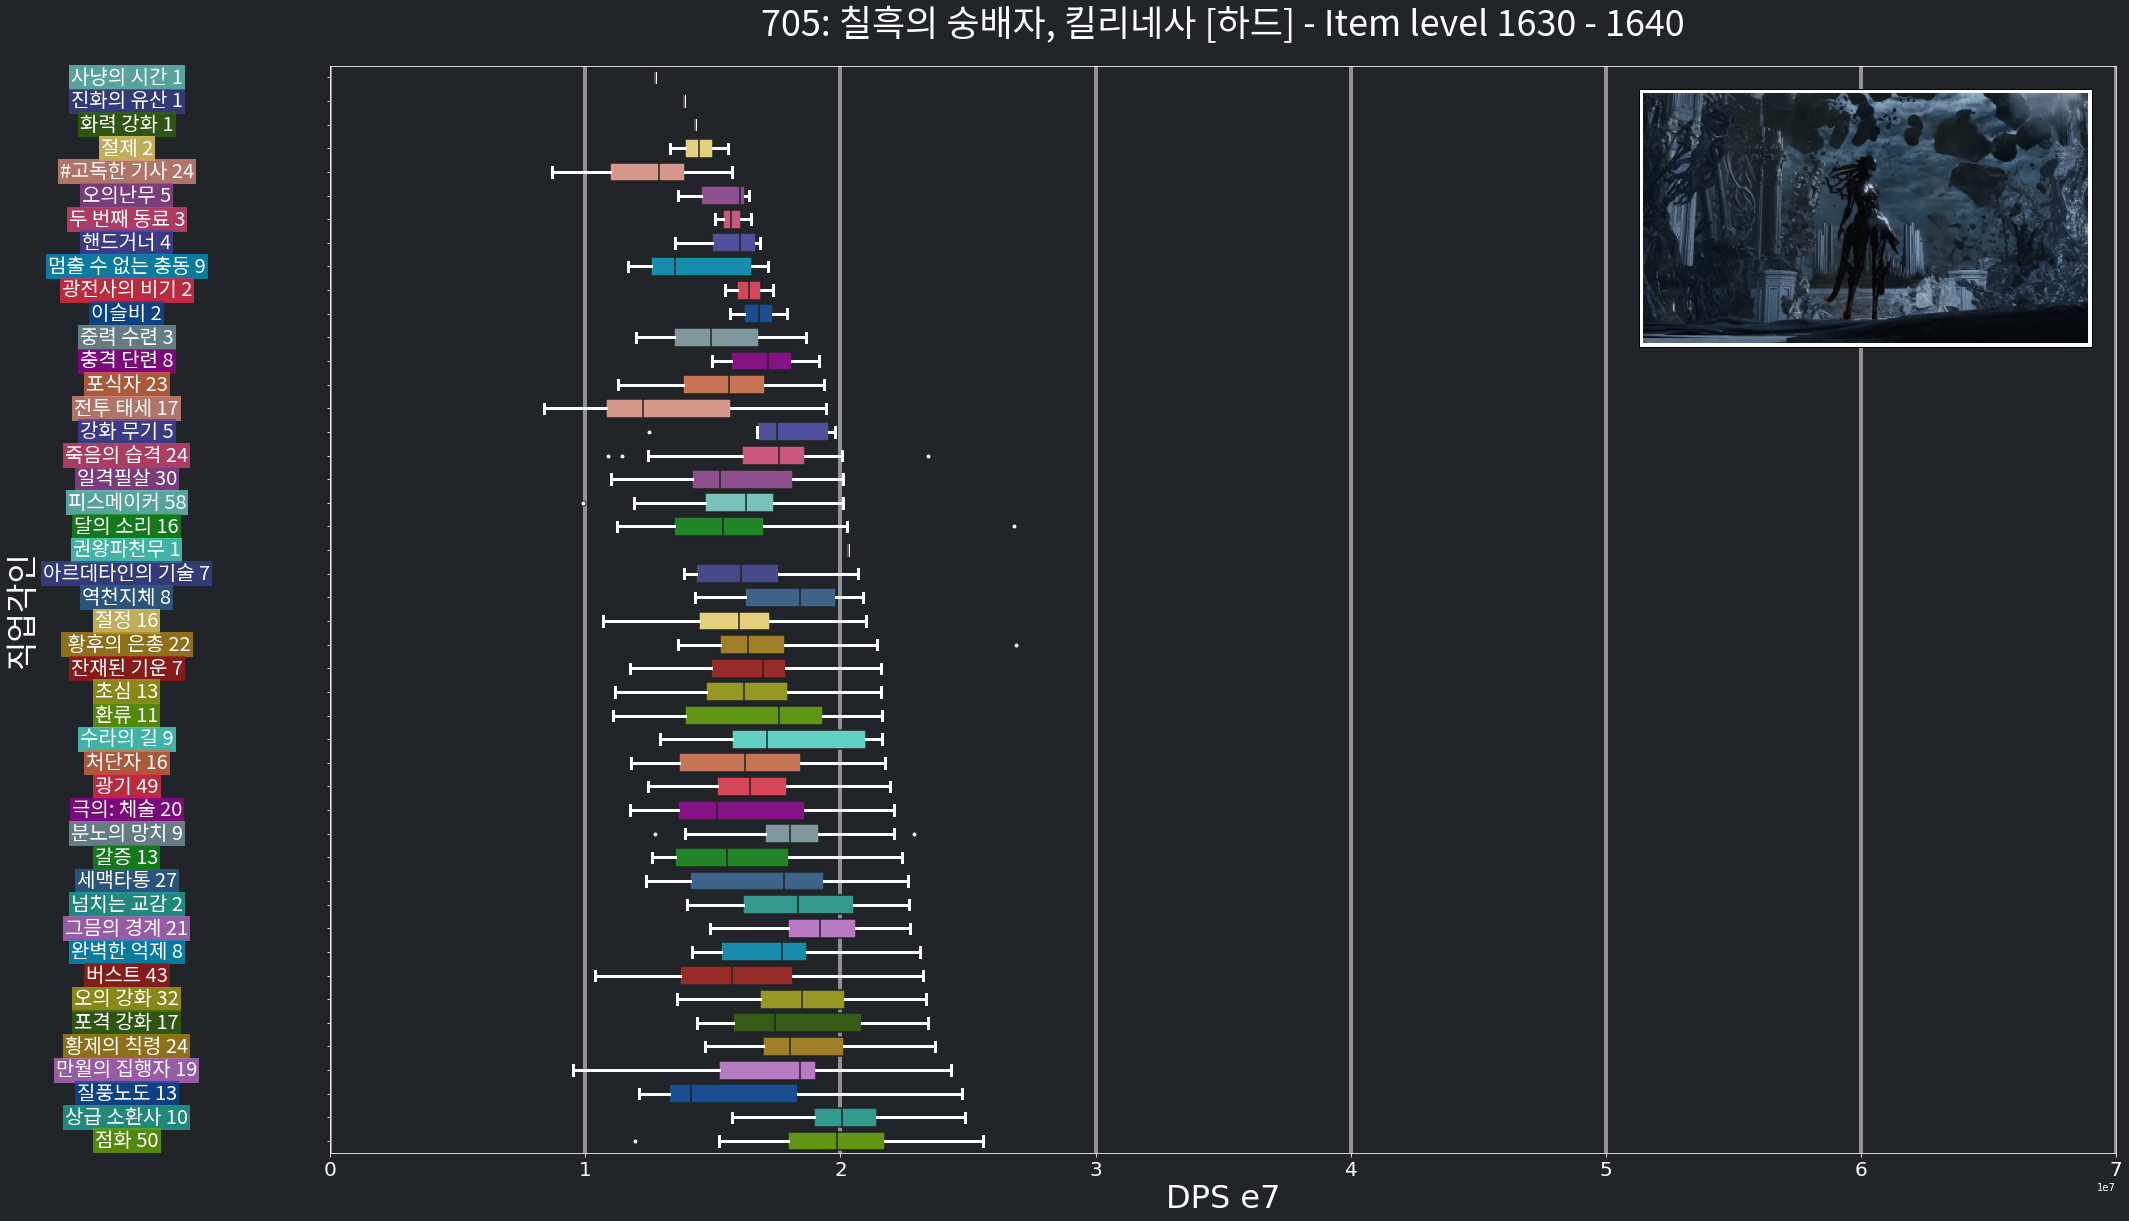 705: 칠흑의 숭배자, 킬리네사 [하드] - Item level 1630 - 1640
사냥의 시간 1
진화의 유산 1
화력 강화 1
절제 2
#고독한 기사 24
오의난무 5
두 번째 동료 3
핸드거너 4
멈출 수 없는 충동 9
광전사의 비기 2
이슬비 2
중력 수련 3
충격 단련 8
포식자 23
전투 태세 17
강화 무기 5
죽음의 습격 24
일격필살 30
피스메이커 58
달의 소리 16
권왕파천무 1
아르데타인의 기술 7
역천지체 8
절정 16
황후의 은총 22
잔재된 기운 7
초심 13
환류 11
수라의 길 9
처단자 16
광기 49
극의: 체술 20
분노의 망치 9
갈증 13
세맥타통 27
넘치는 교감 2
그믐의 경계 21
완벽한 억제 8
버스트 43
오의 강화 32
포격 강화 17
황제의 칙령 24
만월의 집행자 19
질풍노도 13
상급 소환사 10
점화 50
직업각인
0 1 2 3 4 5 6 7
1e7
DPS e7